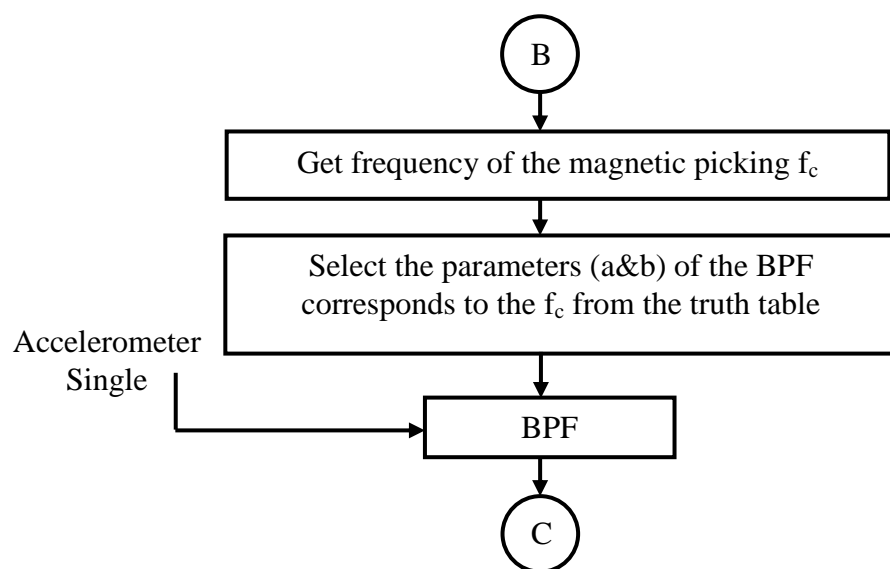 B
Get frequency of the magnetic picking fc
Select the parameters (a&b) of the BPF
corresponds to the fc from the truth table
Accelerometer
Single
BPF
C